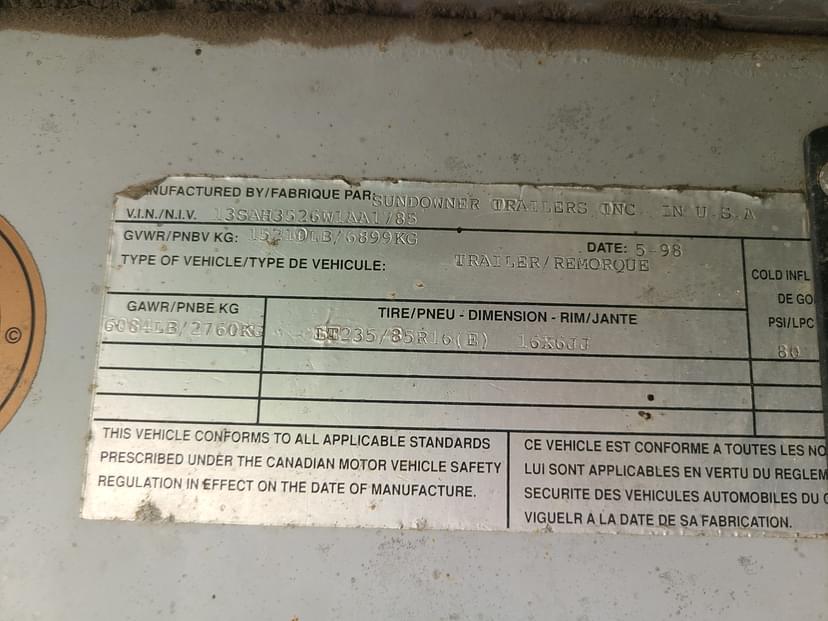 ©
MANUFACTURED BY/FABRIQUE PAR: SUNDOWNER TRAILERS INC. IN U.S.A
V.I.N./N.I.V. 13SAH3526W1AA1785
GVWR/PNBV KG: 15210LB/6899KG
DATE: 5-98
TYPE OF VEHICLE/TYPE DE VEHICULE: TRAILER/REMORQUE
COLD INFL
DE GO
PSI/LPC
80
GAWR/PNBE KG
6084LB/2760KG
TIRE/PNEU - DIMENSION - RIM/JANTE
LT235/85R16(E) 16X6JJ
THIS VEHICLE CONFORMS TO ALL APPLICABLE STANDARDS
PRESCRIBED UNDER THE CANADIAN MOTOR VEHICLE SAFETY
REGULATION IN EFFECT ON THE DATE OF MANUFACTURE.
CE VEHICLE EST CONFORME A TOUTES LES NO
LUI SONT APPLICABLES EN VERTU DU REGLEM
SECURITE DES VEHICULES AUTOMOBILES DU C
VIGUELR A LA DATE DE SA FABRICATION.